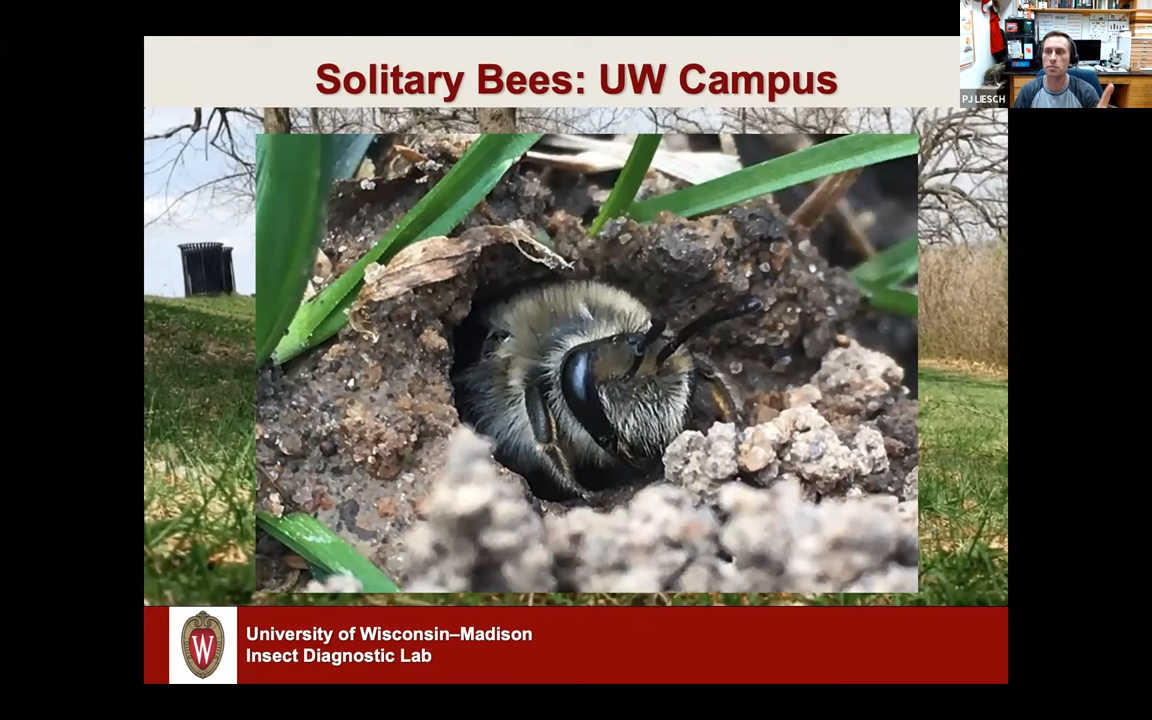 Solitary Bees: UW Campus
PJ LIESCH
W
University of Wisconsin–Madison
Insect Diagnostic Lab